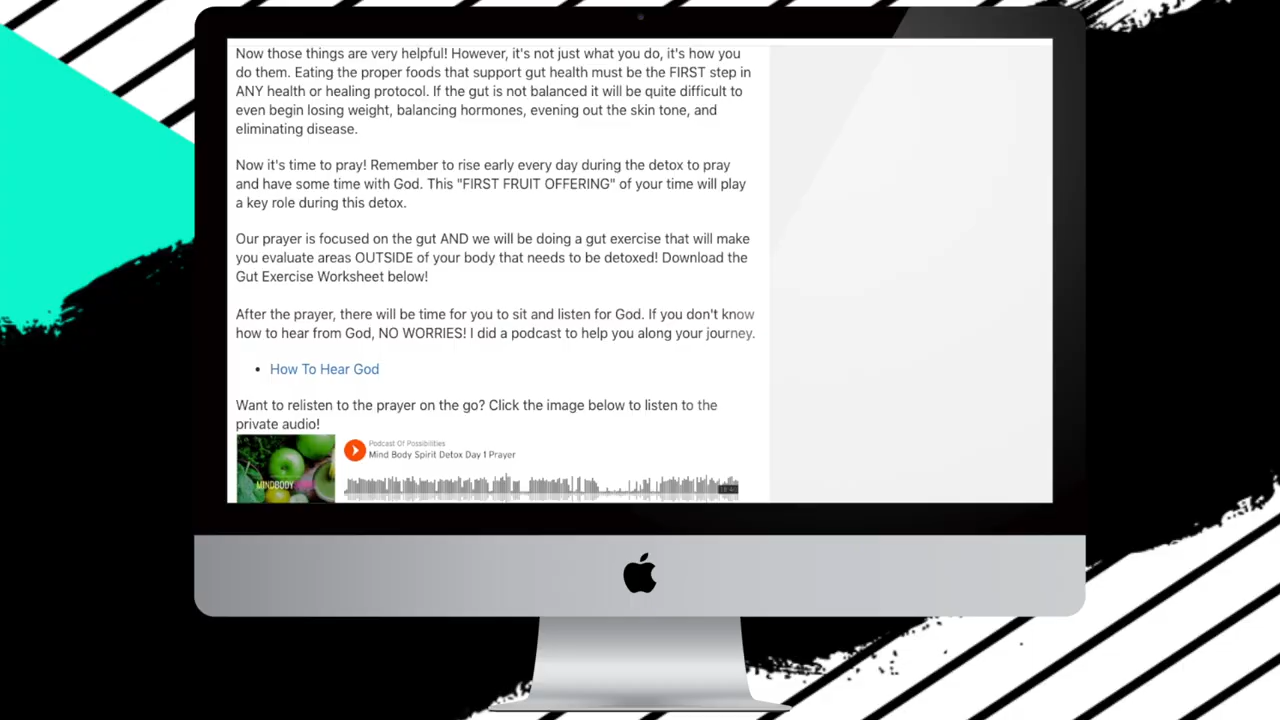 Now those things are very helpful! However, it's not just what you do, it's how you
do them. Eating the proper foods that support gut health must be the FIRST step in
ANY health or healing protocol. If the gut is not balanced it will be quite difficult to
even begin losing weight, balancing hormones, evening out the skin tone, and
eliminating disease.
Now it's time to pray! Remember to rise early every day during the detox to pray
and have some time with God. This "FIRST FRUIT OFFERING" of your time will play
a key role during this detox.
Our prayer is focused on the gut AND we will be doing a gut exercise that will make
you evaluate areas OUTSIDE of your body that needs to be detoxed! Download the
Gut Exercise Worksheet below!
After the prayer, there will be time for you to sit and listen for God. If you don't know
how to hear from God, NO WORRIES! I did a podcast to help you along your journey.
• How To Hear God
Want to relisten to the prayer on the go? Click the image below to listen to the
private audio!
Podcast Of Possibilities
Mind Body Spirit Detox Day 1 Prayer
MINDBODY